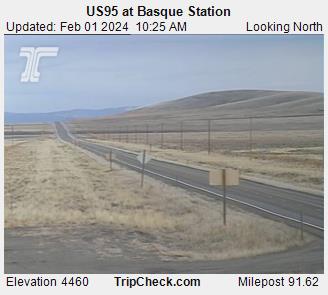 US95 at Basque Station
Updated: Feb 01 2024 10:25 AM Looking North
Elevation 4460 TripCheck.com Milepost 91.62